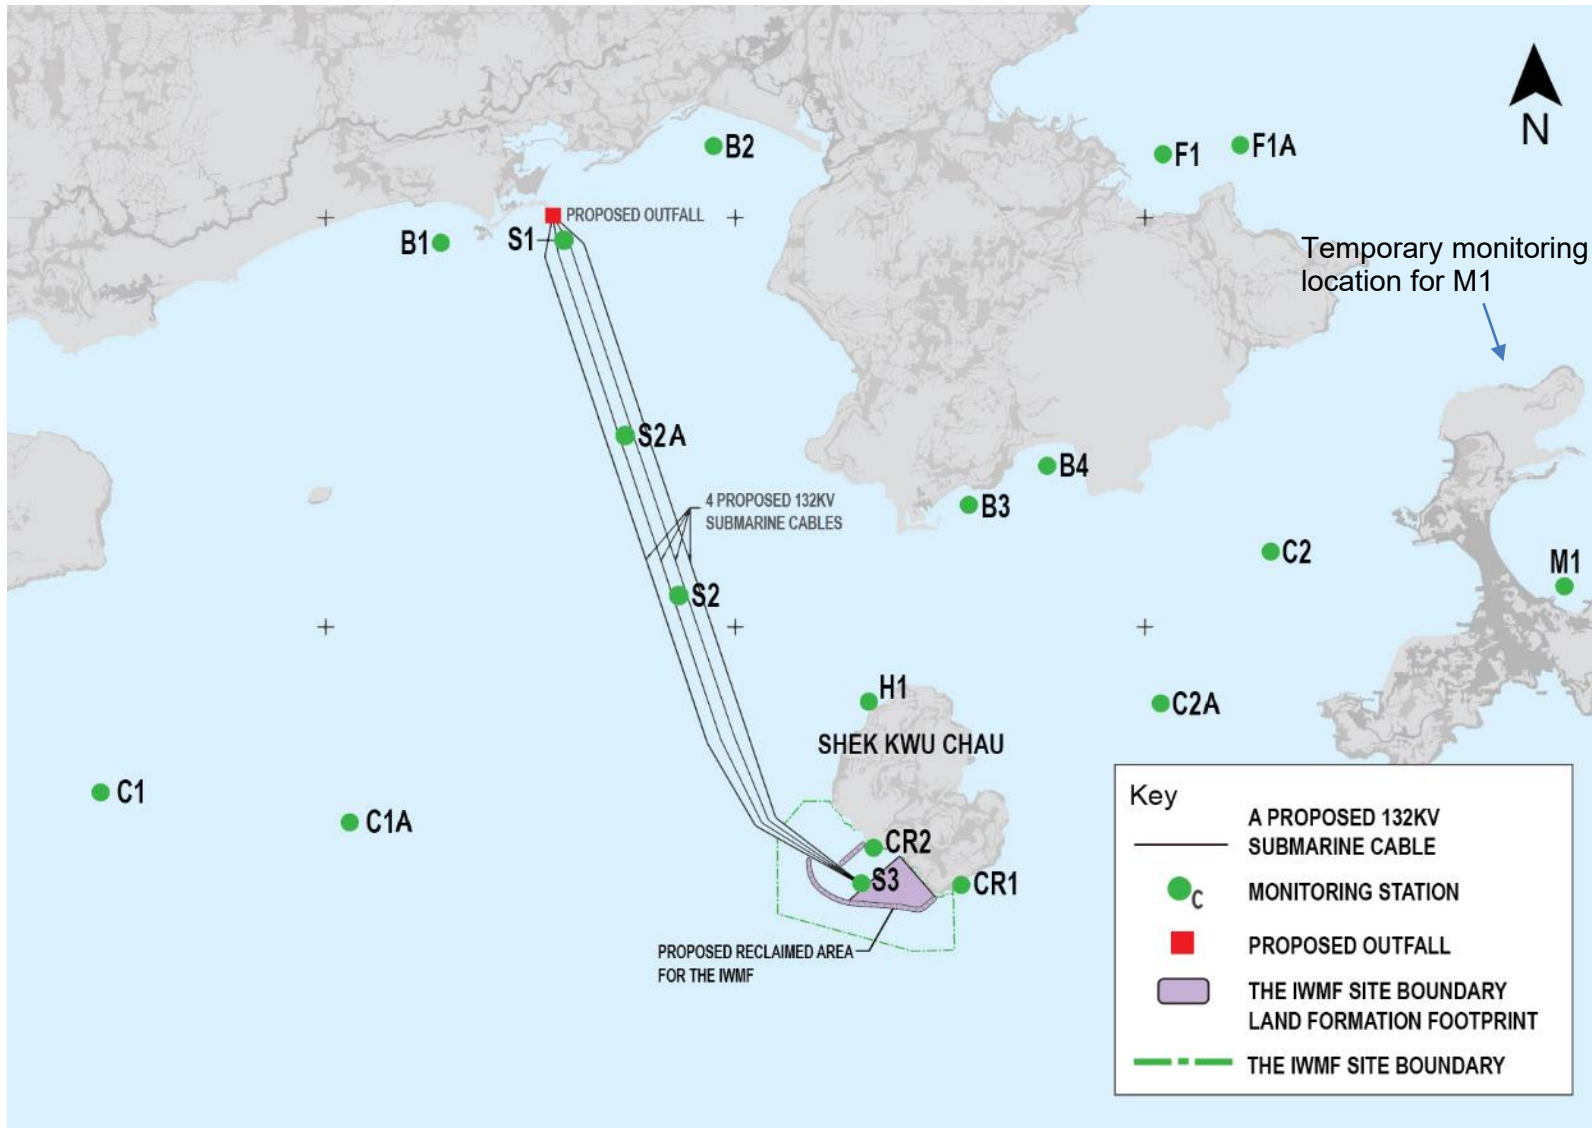 B2
F1
F1A
N
PROPOSED OUTFALL
B1
S1
Temporary monitoring
location for M1
S2A
B4
4 PROPOSED 132KV
SUBMARINE CABLES
B3
C2
M1
S2
H1
C2A
SHEK KWU CHAU
C1
C1A
CR2
S3
CR1
PROPOSED RECLAIMED AREA
FOR THE IWMF
Key
A PROPOSED 132KV
SUBMARINE CABLE
C
MONITORING STATION
PROPOSED OUTFALL
THE IWMF SITE BOUNDARY
LAND FORMATION FOOTPRINT
THE IWMF SITE BOUNDARY